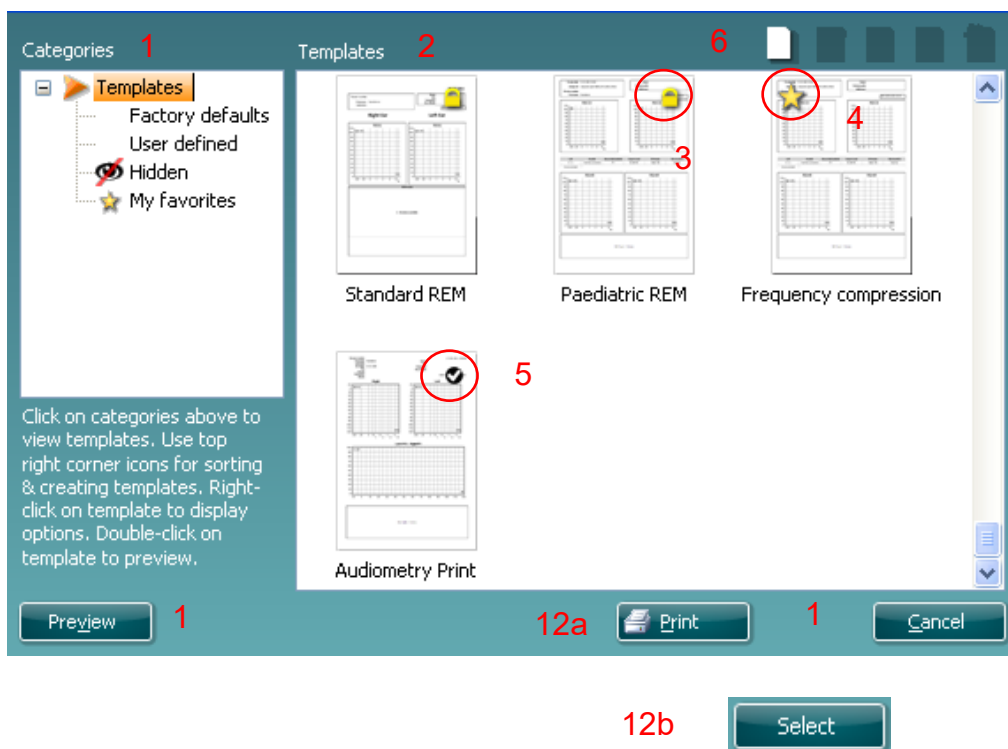 Categories 1
Templates 2 6
Templates
Factory defaults
User defined
Hidden
My favorites
3
4
Standard REM
Paediatric REM
Frequency compression
5
Audiometry Print
Click on categories above to
view templates. Use top
right corner icons for sorting
& creating templates. Right-
click on template to display
options. Double-click on
template to preview.
Preview 1
12a Print 1 Cancel
12b Select